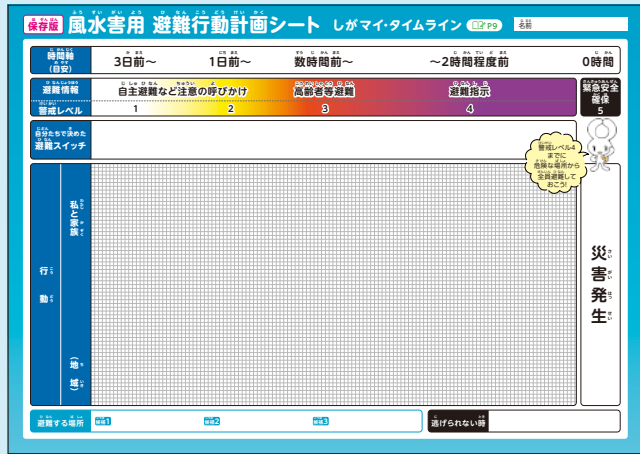 保存版 風水害用 避難行動計画シート しがマイ・タイムライン P9 名前
時間軸(目安) 3日前～ 1日前～ 数時間前～ ～2時間程度前 0時間
避難情報 自主避難など注意の呼びかけ 高齢者等避難 避難指示 緊急安全確保
警戒レベル 1 2 3 4 5
自分たちで決めた
避難スイッチ
警戒レベル4
までに
危険な場所から
全員避難して
おこう!
行動
私と家族
(地域)
災害発生
避難する場所 候補1 候補2 候補3 逃げられない時